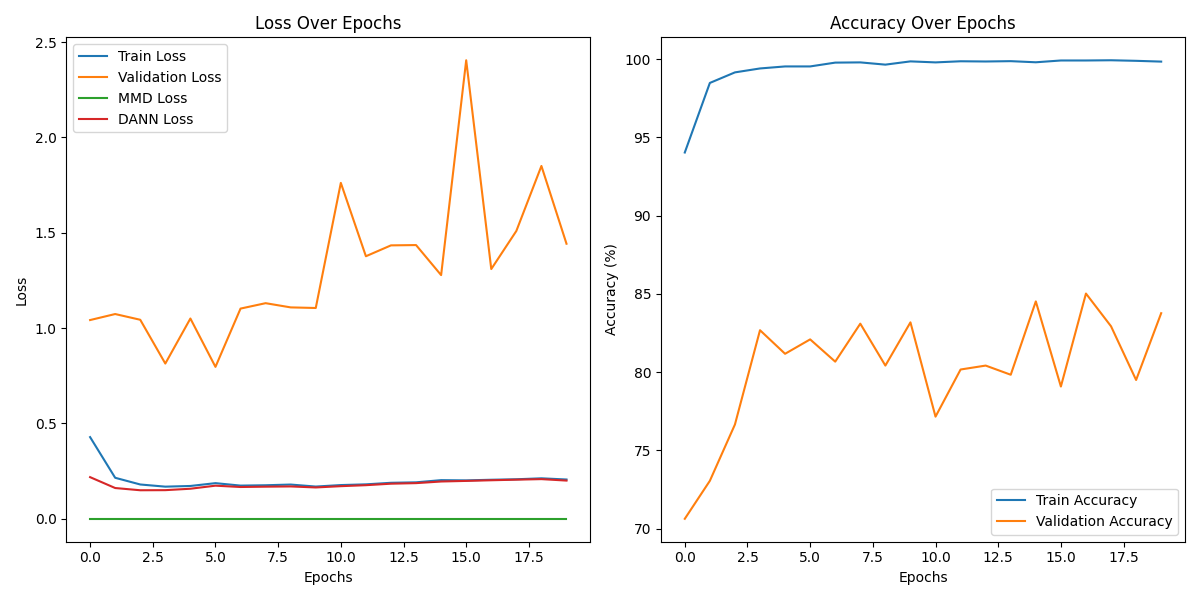 Loss Over Epochs
Train Loss
Validation Loss
MMD Loss
DANN Loss
2.5
2.0
1.5
1.0
0.5
0.0
Loss
0.0 2.5 5.0 7.5 10.0 12.5 15.0 17.5
Epochs
Accuracy Over Epochs
100
95
90
85
80
75
70
Accuracy (%)
Train Accuracy
Validation Accuracy
0.0 2.5 5.0 7.5 10.0 12.5 15.0 17.5
Epochs